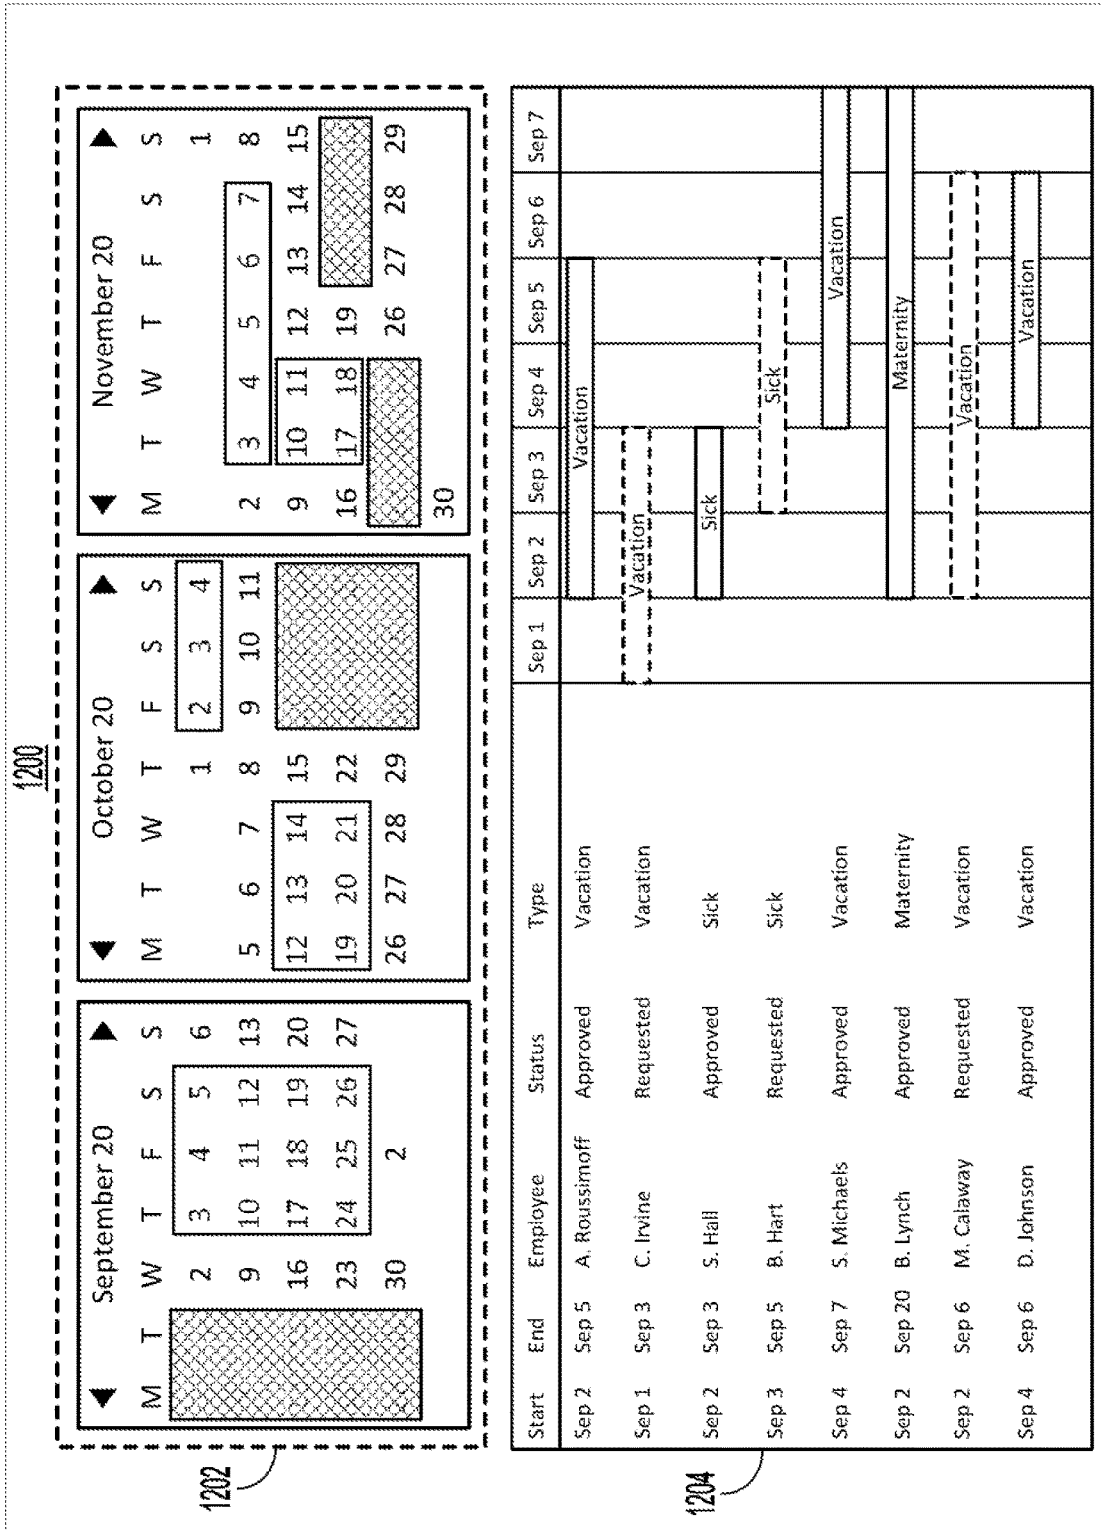 1200
1202
September 20
M T W T F S S
2 3 4 5 6
9 10 11 12 13
16 17 18 19 20
23 24 25 26 27
30 2
October 20
M T W T F S S
1 2 3 4
5 6 7 8 9 10 11
12 13 14 15
19 20 21 22
26 27 28 29
November 20
M T W T F S S
1
2 3 4 5 6 7 8
9 10 11 12 13 14 15
16 17 18 19
26 27 28 29
30
1204
Start End Employee Status Type Sep 1 Sep 2 Sep 3 Sep 4 Sep 5 Sep 6 Sep 7
Sep 2 Sep 5 A. Roussimoff Approved Vacation Vacation
Sep 1 Sep 3 C. Irvine Requested Vacation Vacation
Sep 2 Sep 3 S. Hall Approved Sick Sick
Sep 3 Sep 5 B. Hart Requested Sick Sick
Sep 4 Sep 7 S. Michaels Approved Vacation Vacation
Sep 2 Sep 20 B. Lynch Approved Maternity Maternity
Sep 2 Sep 6 M. Calaway Requested Vacation Vacation
Sep 4 Sep 6 D. Johnson Approved Vacation Vacation